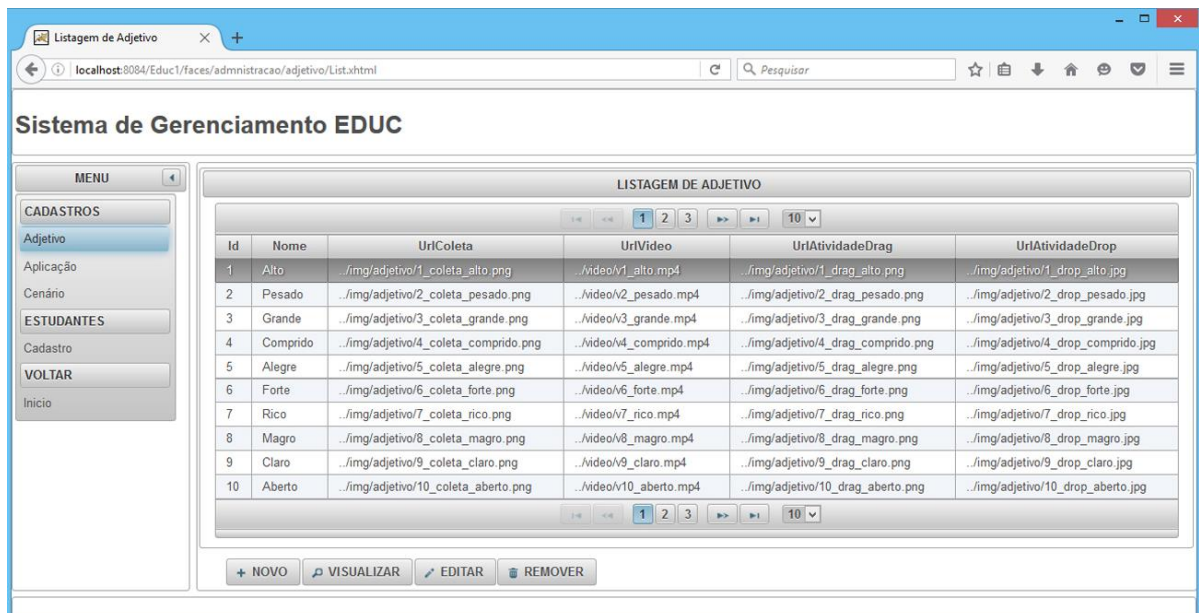 Listagem de Adjetivo
localhost:8084/Educ1/faces/admnistracao/adjetivo/List.xhtml
Pesquisar
Sistema de Gerenciamento EDUC
MENU
CADASTROS
Adjetivo
Aplicação
Cenário
ESTUDANTES
Cadastro
VOLTAR
Inicio
LISTAGEM DE ADJETIVO
1 2 3 10
Id Nome UrlColeta UrlVideo UrlAtividadeDrag UrlAtividadeDrop
1 Alto ../img/adjetivo/1_coleta_alto.png ../video/v1_alto.mp4 ../img/adjetivo/1_drag_alto.png ../img/adjetivo/1_drop_alto.jpg
2 Pesado ../img/adjetivo/2_coleta_pesado.png ../video/v2_pesado.mp4 ../img/adjetivo/2_drag_pesado.png ../img/adjetivo/2_drop_pesado.jpg
3 Grande ../img/adjetivo/3_coleta_grande.png ../video/v3_grande.mp4 ../img/adjetivo/3_drag_grande.png ../img/adjetivo/3_drop_grande.jpg
4 Comprido ../img/adjetivo/4_coleta_comprido.png ../video/v4_comprido.mp4 ../img/adjetivo/4_drag_comprido.png ../img/adjetivo/4_drop_comprido.jpg
5 Alegre ../img/adjetivo/5_coleta_alegre.png ../video/v5_alegre.mp4 ../img/adjetivo/5_drag_alegre.png ../img/adjetivo/5_drop_alegre.jpg
6 Forte ../img/adjetivo/6_coleta_forte.png ../video/v6_forte.mp4 ../img/adjetivo/6_drag_forte.png ../img/adjetivo/6_drop_forte.jpg
7 Rico ../img/adjetivo/7_coleta_rico.png ../video/v7_rico.mp4 ../img/adjetivo/7_drag_rico.png ../img/adjetivo/7_drop_rico.jpg
8 Magro ../img/adjetivo/8_coleta_magro.png ../video/v8_magro.mp4 ../img/adjetivo/8_drag_magro.png ../img/adjetivo/8_drop_magro.jpg
9 Claro ../img/adjetivo/9_coleta_claro.png ../video/v9_claro.mp4 ../img/adjetivo/9_drag_claro.png ../img/adjetivo/9_drop_claro.jpg
10 Aberto ../img/adjetivo/10_coleta_aberto.png ../video/v10_aberto.mp4 ../img/adjetivo/10_drag_aberto.png ../img/adjetivo/10_drop_aberto.jpg
1 2 3 10
NOVO VISUALIZAR EDITAR REMOVER